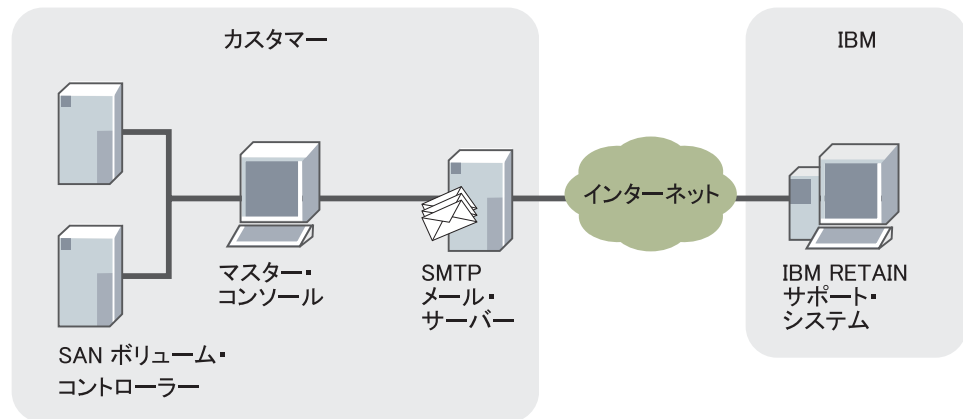 カスタマー
IBM
インターネット
マスター・
コンソール
SMTP
メール・
サーバー
IBM RETAIN
サポート・
システム
SAN ボリューム・
コントローラー